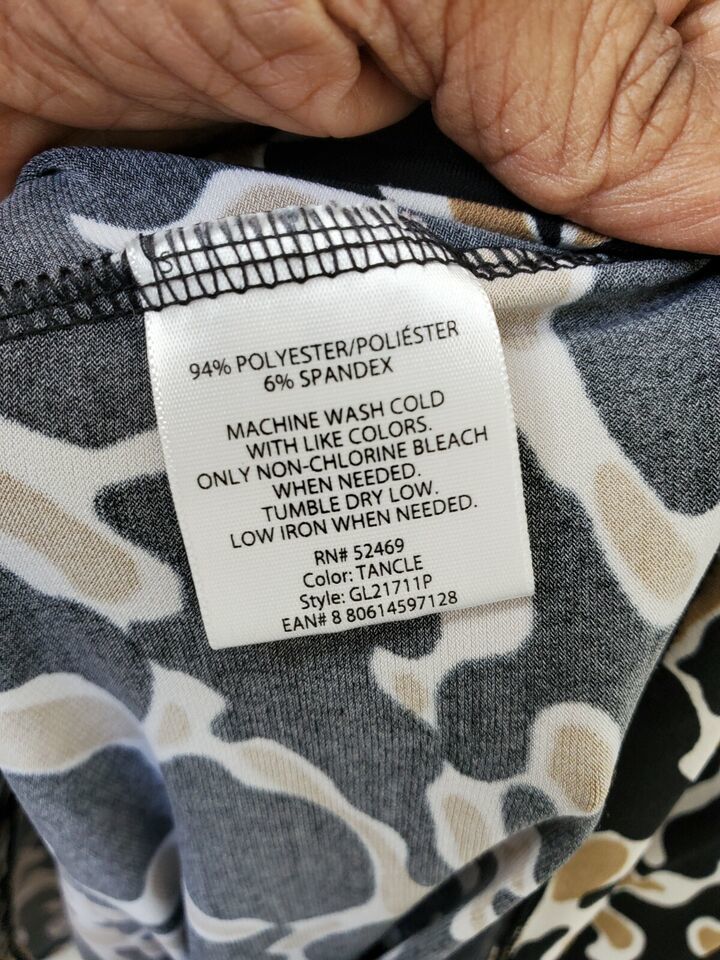 S
94% POLYESTER/POLIÉSTER
6% SPANDEX
MACHINE WASH COLD
WITH LIKE COLORS.
ONLY NON-CHLORINE BLEACH
WHEN NEEDED.
TUMBLE DRY LOW.
LOW IRON WHEN NEEDED.
RN# 52469
Color: TANCLE
Style: GL21711P
EAN# 8 80614597128